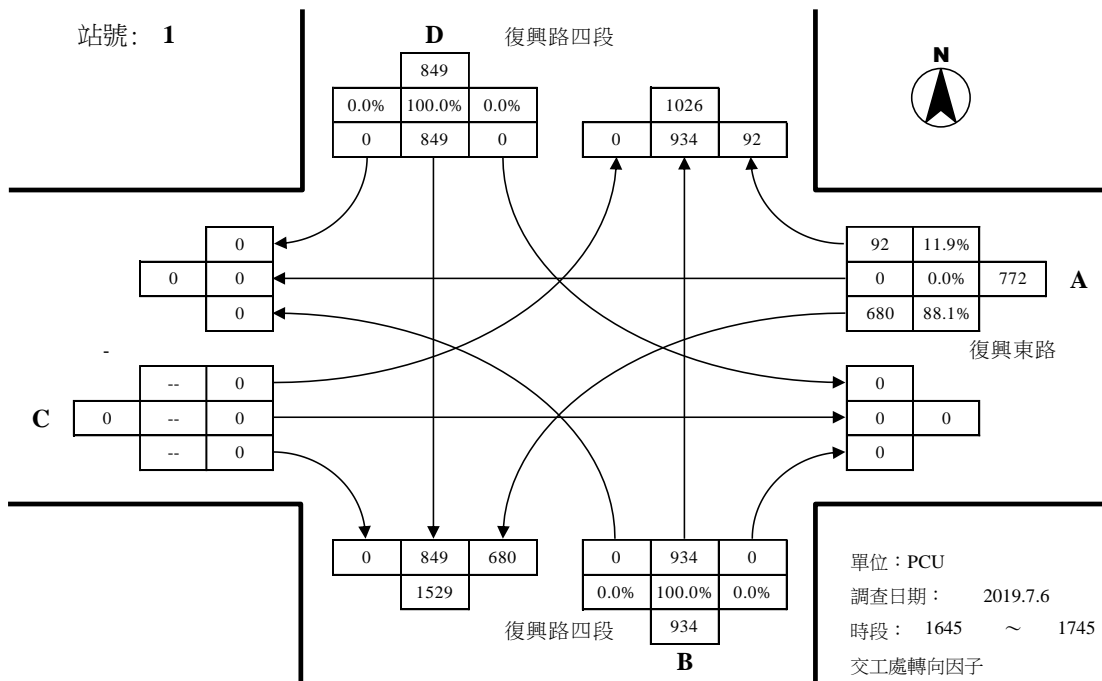 站號: 1
D 復興路四段
N
849
0.0% 100.0% 0.0%
0 849 0
1026
0 934 92
0
0 0
0
92 11.9%
0 0.0% 772
680 88.1%
A
復興東路
-
-- 0
0 -- 0
-- 0
C
0
0 0
0
0 849 680
1529
0 934 0
0.0% 100.0% 0.0%
934
復興路四段
B
單位：PCU
調查日期： 2019.7.6
時段： 1645 ～ 1745
交工處轉向因子